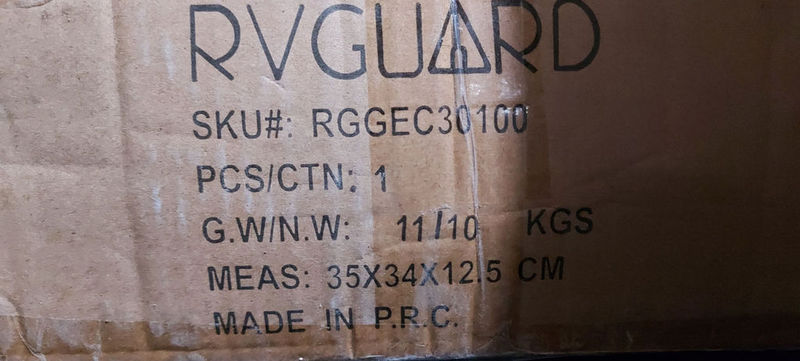 RVGUARD
SKU#: RGGEC30100
PCS/CTN: 1
G.W/N.W: 11/10 KGS
MEAS: 35X34X12.5 CM
MADE IN P.R.C.